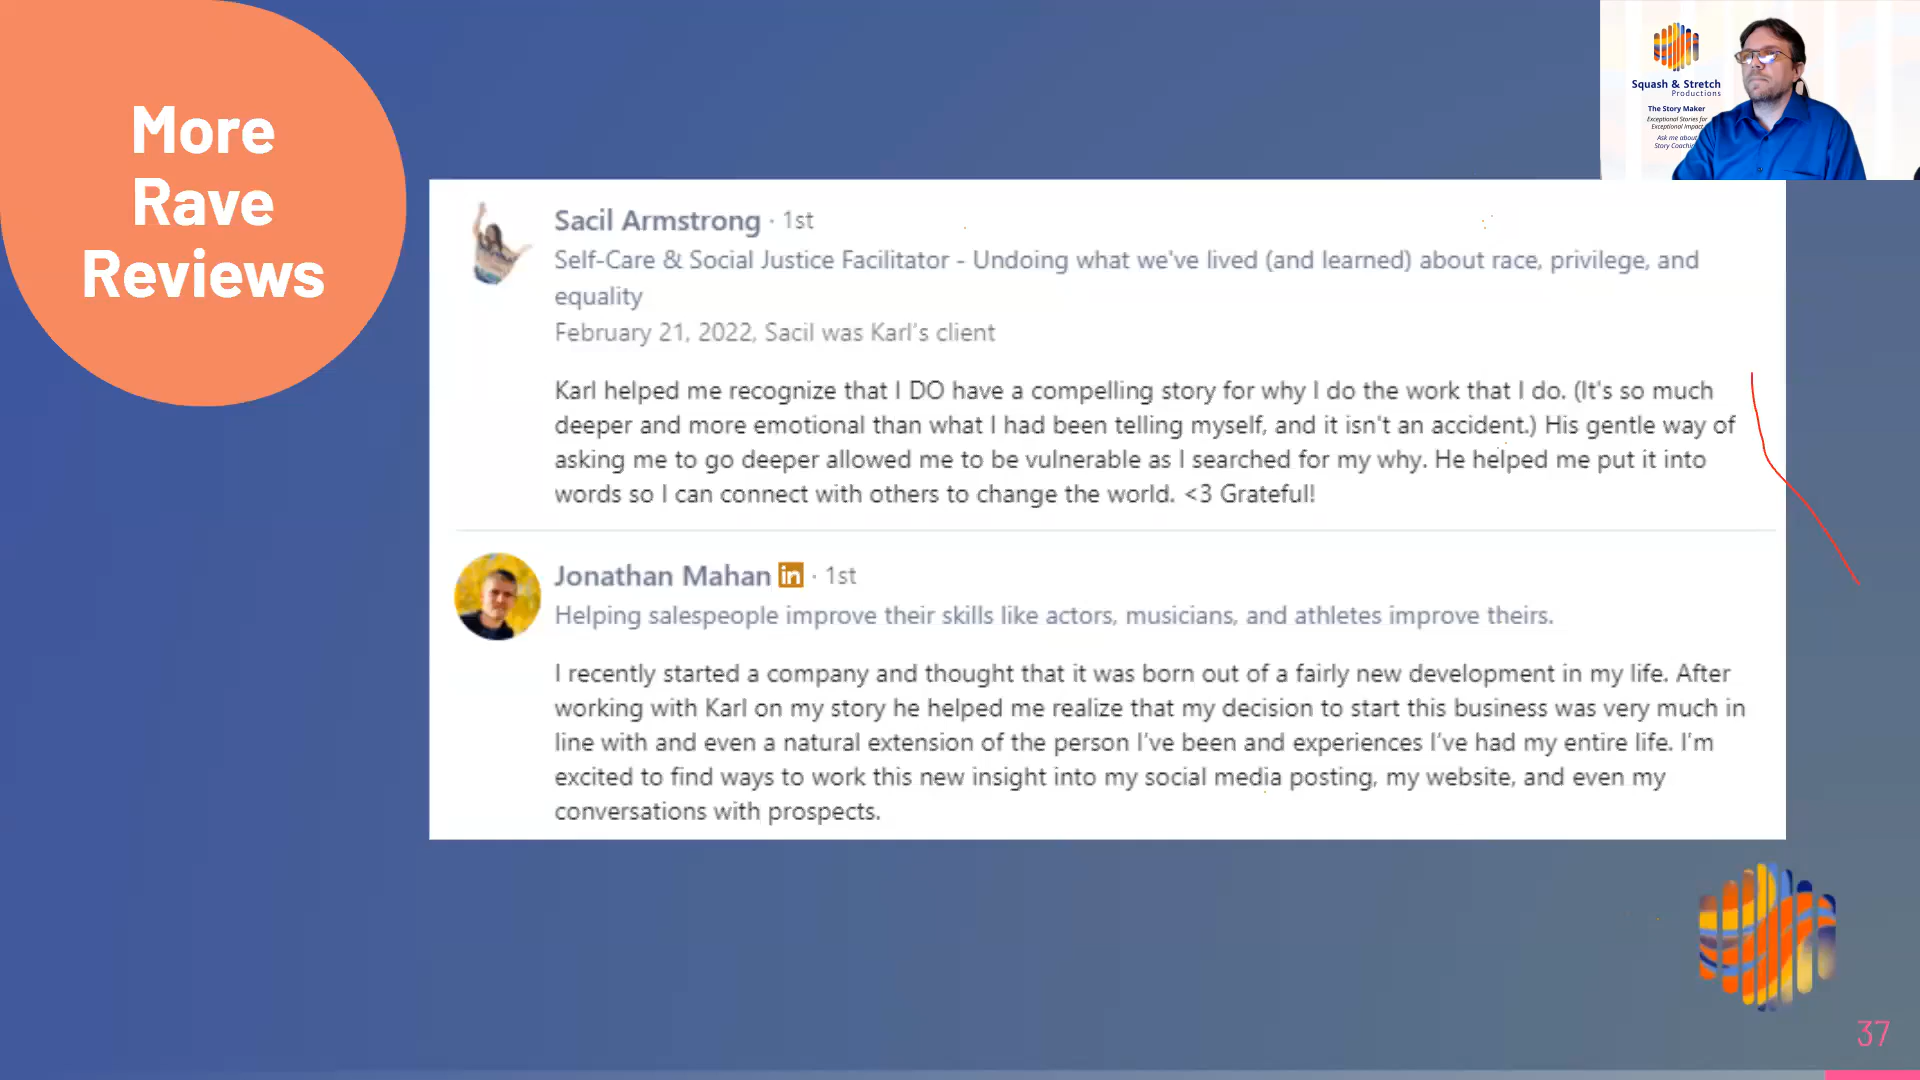 More
Rave
Reviews
Squash & Stretch
Productions
The Story Maker
Exceptional Stories for
Exceptional Impact
Ask me about
Story Coachi
Sacil Armstrong · 1st
Self-Care & Social Justice Facilitator - Undoing what we've lived (and learned) about race, privilege, and
equality
February 21, 2022, Sacil was Karl's client
Karl helped me recognize that I DO have a compelling story for why I do the work that I do. (It's so much
deeper and more emotional than what I had been telling myself, and it isn't an accident.) His gentle way of
asking me to go deeper allowed me to be vulnerable as I searched for my why. He helped me put it into
words so I can connect with others to change the world. <3 Grateful!
Jonathan Mahan in · 1st
Helping salespeople improve their skills like actors, musicians, and athletes improve theirs.
I recently started a company and thought that it was born out of a fairly new development in my life. After
working with Karl on my story he helped me realize that my decision to start this business was very much in
line with and even a natural extension of the person I've been and experiences I've had my entire life. I'm
excited to find ways to work this new insight into my social media posting, my website, and even my
conversations with prospects.
37